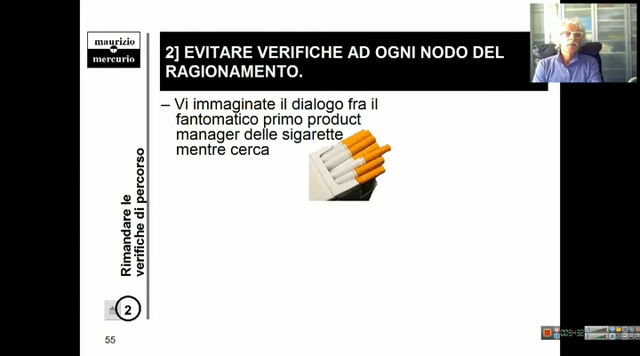 maurizio
mercurio
2] EVITARE VERIFICHE AD OGNI NODO DEL
RAGIONAMENTO.
– Vi immaginate il dialogo fra il
fantomatico primo product
manager delle sigarette
mentre cerca
Rimandare le
verifiche di percorso
2
55